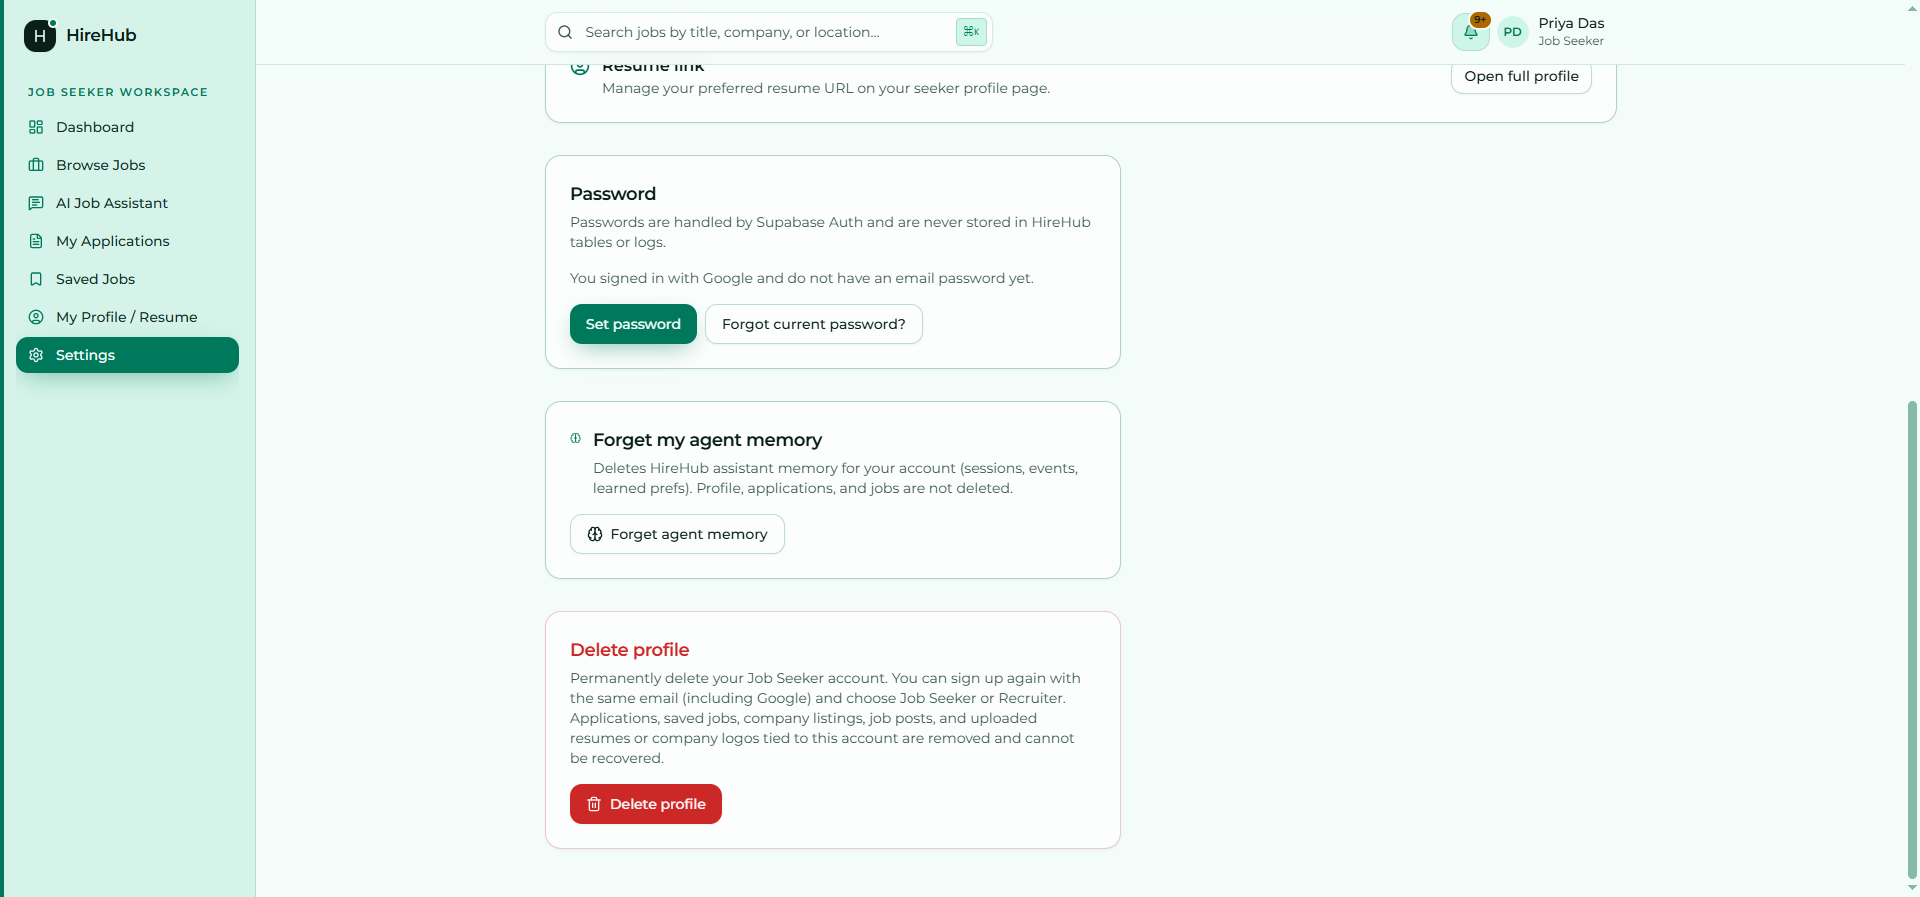 H HireHub
JOB SEEKER WORKSPACE
Dashboard
Browse Jobs
AI Job Assistant
My Applications
Saved Jobs
My Profile / Resume
Settings
Search jobs by title, company, or location...
⌘K
9+
PD
Priya Das
Job Seeker
Resume link
Manage your preferred resume URL on your seeker profile page.
Open full profile
Password
Passwords are handled by Supabase Auth and are never stored in HireHub
tables or logs.
You signed in with Google and do not have an email password yet.
Set password
Forgot current password?
Forget my agent memory
Deletes HireHub assistant memory for your account (sessions, events,
learned prefs). Profile, applications, and jobs are not deleted.
Forget agent memory
Delete profile
Permanently delete your Job Seeker account. You can sign up again with
the same email (including Google) and choose Job Seeker or Recruiter.
Applications, saved jobs, company listings, job posts, and uploaded
resumes or company logos tied to this account are removed and cannot
be recovered.
Delete profile